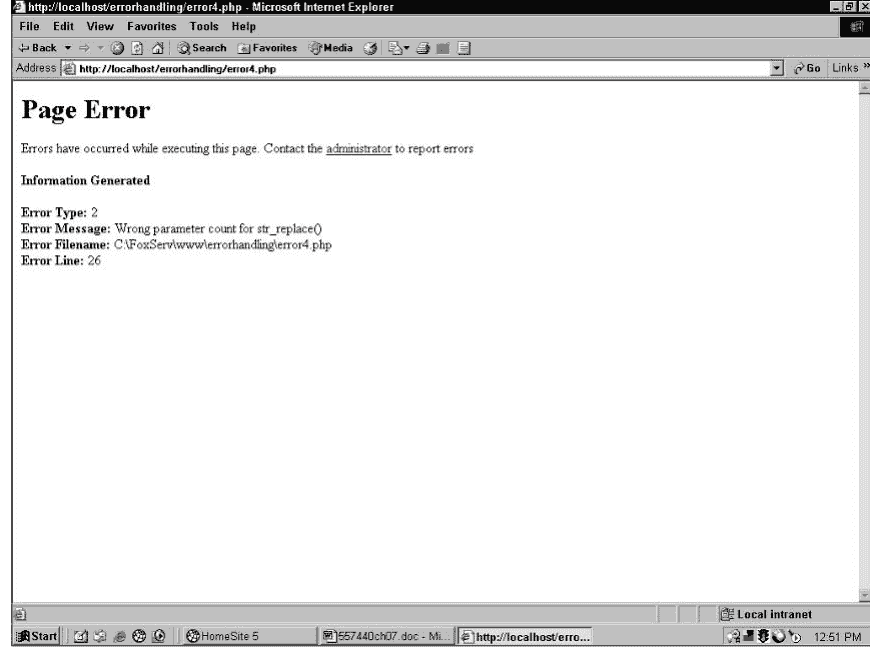 http://localhost/errorhandling/error4.php - Microsoft Internet Explorer
File Edit View Favorites Tools Help
Back Search Favorites Media
Address http://localhost/errorhandling/error4.php Go Links »
Page Error
Errors have occurred while executing this page. Contact the administrator to report errors
Information Generated
Error Type: 2
Error Message: Wrong parameter count for str_replace()
Error Filename: C:\FoxServ\www\errorhandling\error4.php
Error Line: 26
Local intranet
Start HomeSite 5 557440ch07.doc - Mi... http://localhost/erro... 12:51 PM